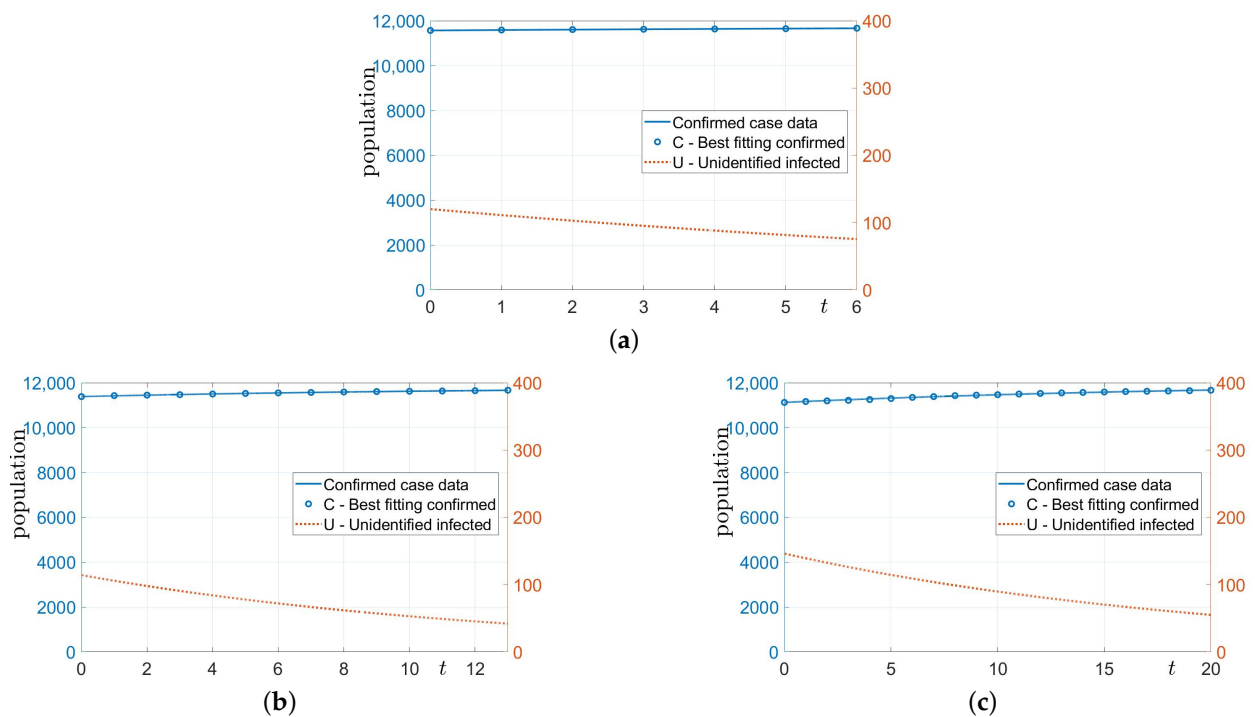 12,000
10,000
8000
6000
4000
2000
0
population
400
300
200
100
0
Confirmed case data
C - Best fitting confirmed
U - Unidentified infected
0 1 2 3 4 5 t 6
(a)
12,000
10,000
8000
6000
4000
2000
0
population
400
300
200
100
0
Confirmed case data
C - Best fitting confirmed
U - Unidentified infected
0 2 4 6 8 10 t 12
(b)
12,000
10,000
8000
6000
4000
2000
0
population
400
300
200
100
0
Confirmed case data
C - Best fitting confirmed
U - Unidentified infected
0 5 10 15 t 20
(c)